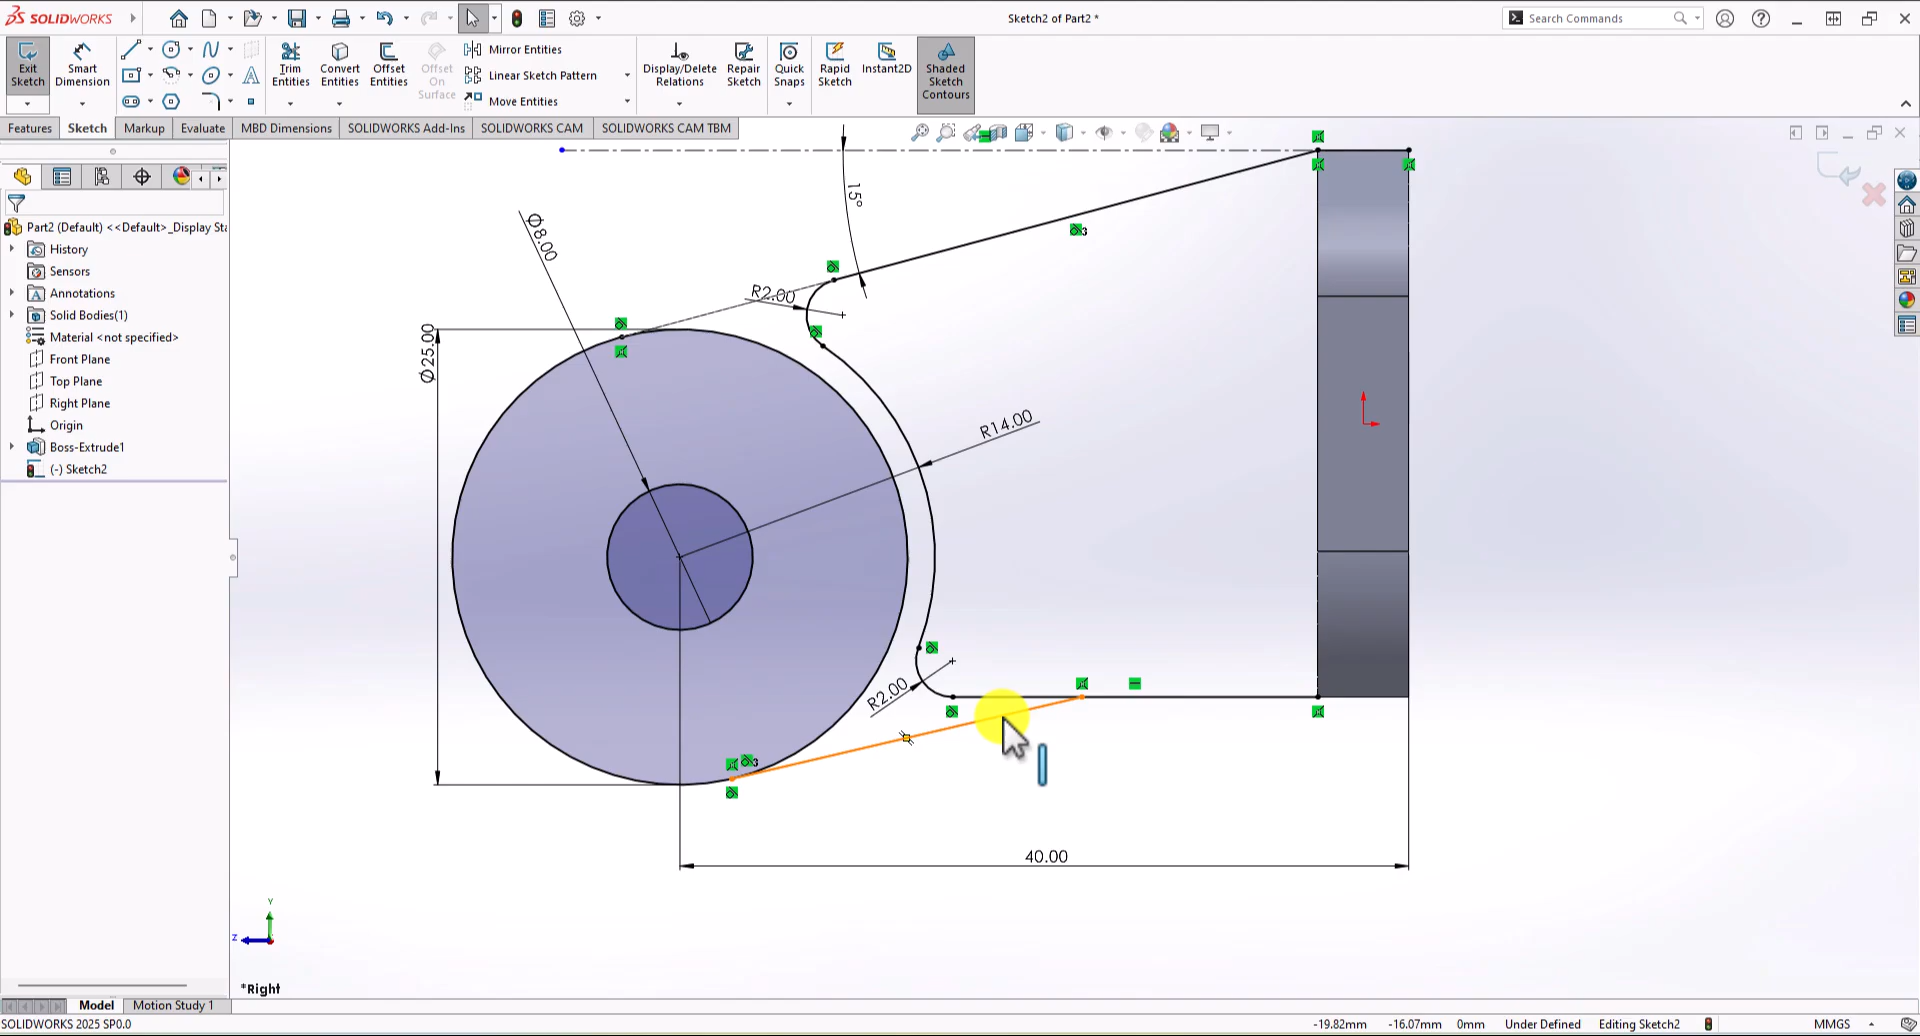 SOLIDWORKS
Sketch2 of Part2 *
Search Commands
Exit Sketch
Smart Dimension
Trim Entities
Convert Entities
Offset Entities
Offset On Surface
Mirror Entities
Linear Sketch Pattern
Move Entities
Display/Delete Relations
Repair Sketch
Quick Snaps
Rapid Sketch
Instant2D
Shaded Sketch Contours
Features
Sketch
Markup
Evaluate
MBD Dimensions
SOLIDWORKS Add-Ins
SOLIDWORKS CAM
SOLIDWORKS CAM TBM
Part2 (Default) <<Default>_Display Sta
History
Sensors
Annotations
Solid Bodies(1)
Material <not specified>
Front Plane
Top Plane
Right Plane
Origin
Boss-Extrude1
(-) Sketch2
15°
Ø8.00
3
R2.00
Ø25.00
R14.00
R2.00
3
40.00
Y
Z
*Right
Model
Motion Study 1
SOLIDWORKS 2025 SP0.0
-19.82mm
-16.07mm
0mm
Under Defined
Editing Sketch2
MMGS